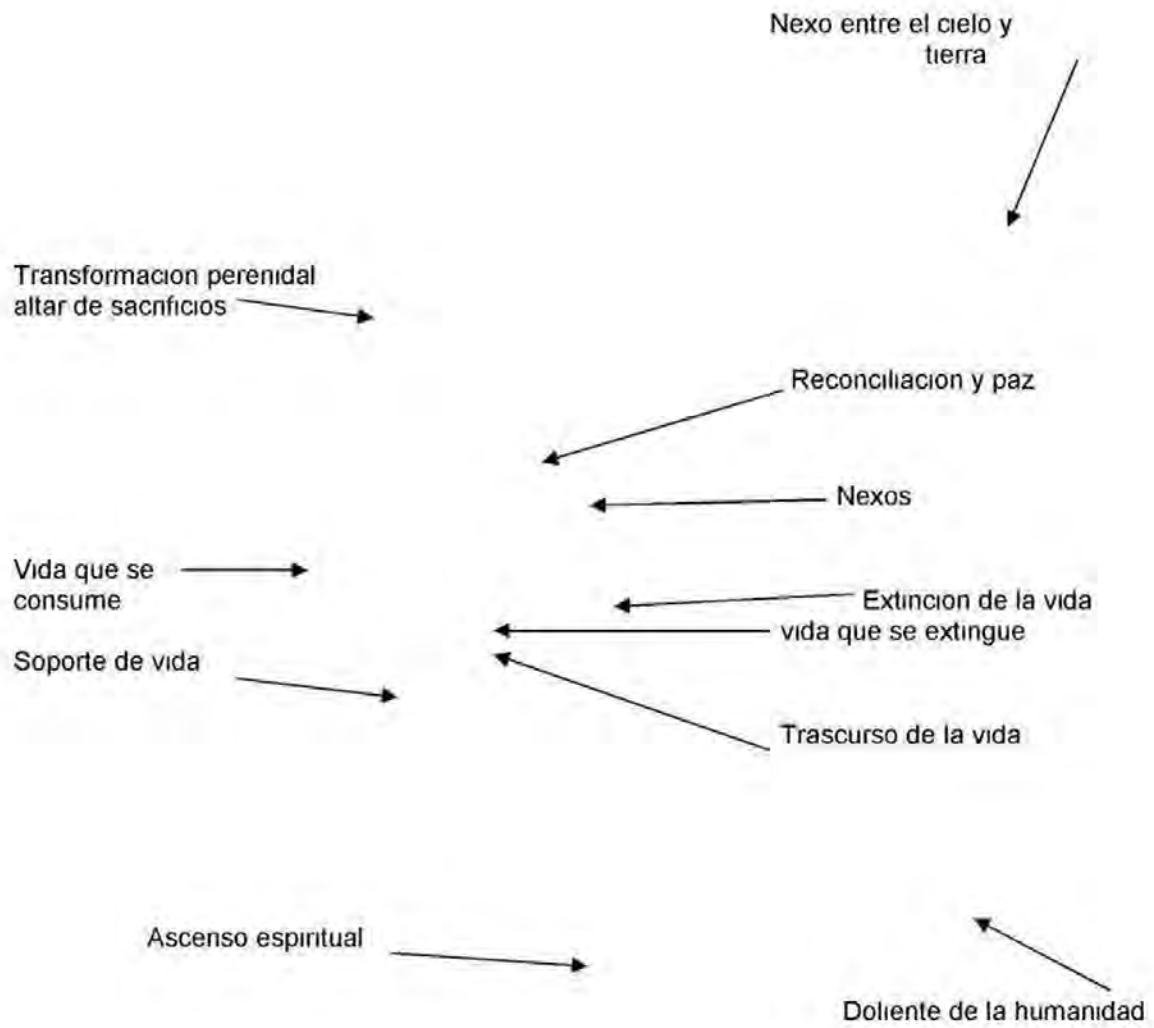 Nexo entre el cielo y
tierra
Transformacion perenidal
altar de sacrificios
Reconciliacion y paz
Nexos
Vida que se
consume
Extincion de la vida
vida que se extingue
Soporte de vida
Trascurso de la vida
Ascenso espiritual
Doliente de la humanidad